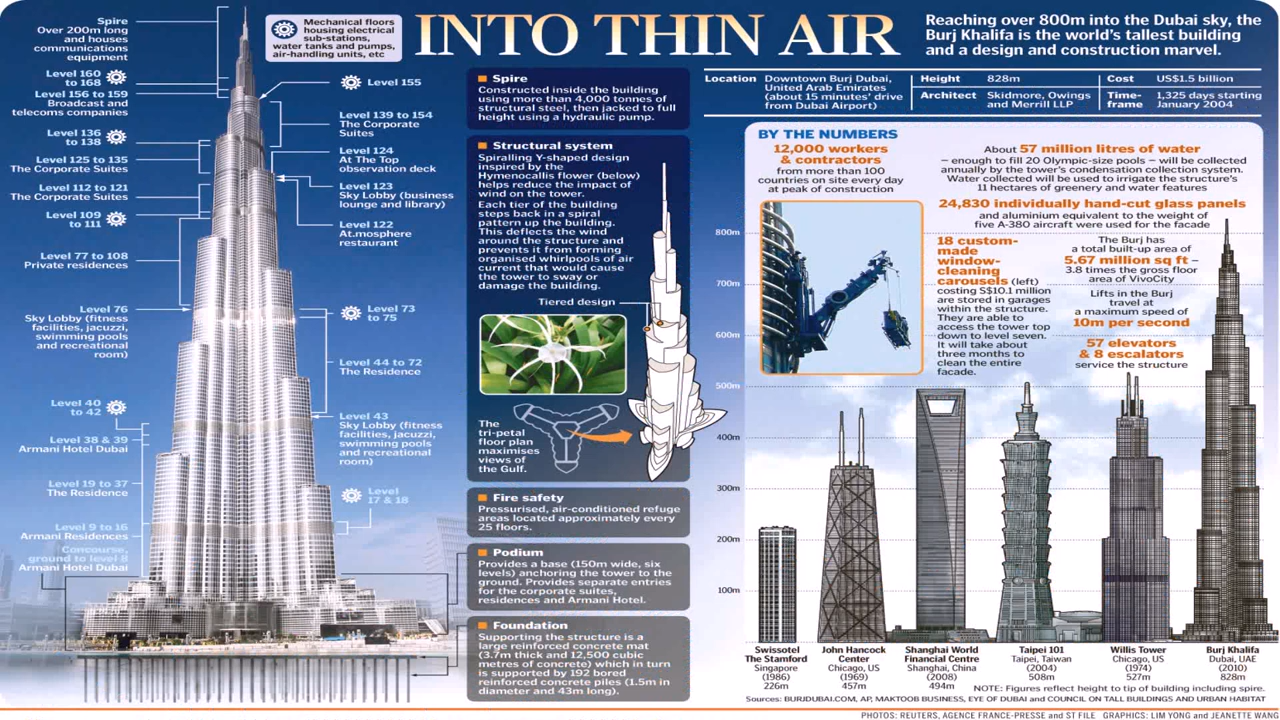 INTO THIN AIR
Reaching over 800m into the Dubai sky, the
Burj Khalifa is the world's tallest building
and a design and construction marvel.
Mechanical floors
housing electrical
sub-stations,
water tanks and pumps,
air-handling units, etc
Spire
Over 200m long
and houses
communications
equipment
Level 160
to 168
Level 156 to 159
Broadcast and
telecoms companies
Level 136
to 138
Level 125 to 135
The Corporate Suites
Level 112 to 121
The Corporate Suites
Level 109
to 111
Level 77 to 108
Private residences
Level 76
Sky Lobby (fitness
facilities, jacuzzi,
swimming pools
and recreational
room)
Level 40
to 42
Level 38 & 39
Armani Hotel Dubai
Level 19 to 37
The Residence
Level 9 to 16
Armani Residences
Concourse,
ground to level 8
Armani Hotel Dubai
Level 155
Level 139 to 154
The Corporate
Suites
Level 124
At The Top
observation deck
Level 123
Sky Lobby (business
lounge and library)
Level 122
At.mosphere
restaurant
Level 73
to 75
Level 44 to 72
The Residence
Level 43
Sky Lobby (fitness
facilities, jacuzzi,
swimming pools
and recreational
room)
Level
17 & 18
Spire
Constructed inside the building
using more than 4,000 tonnes of
structural steel, then jacked to full
height using a hydraulic pump.
Structural system
Spiralling Y-shaped design
inspired by the
Hymenocallis flower (below)
helps reduce the impact of
wind on the tower.
Each tier of the building
steps back in a spiral
pattern up the building.
This deflects the wind
around the structure and
prevents it from forming
organised whirlpools of air
current that would cause
the tower to sway or
damage the building.
Tiered design
The
tri-petal
floor plan
maximises
views of
the Gulf.
Fire safety
Pressurised, air-conditioned refuge
areas located approximately every
25 floors.
Podium
Provides a base (150m wide, six
levels) anchoring the tower to the
ground. Provides separate entries
for the corporate suites,
residences and Armani Hotel.
Foundation
Supporting the structure is a
large reinforced concrete mat
(3.7m thick and 12,500 cubic
metres of concrete) which in turn
is supported by 192 bored
reinforced concrete piles (1.5m in
diameter and 43m long).
Location
Downtown Burj Dubai,
United Arab Emirates
(about 15 minutes' drive
from Dubai Airport)
Height 828m
Architect Skidmore, Owings
and Merrill LLP
Cost US$1.5 billion
Time- 1,325 days starting
frame January 2004
BY THE NUMBERS
12,000 workers
& contractors
from more than 100
countries on site every day
at peak of construction
About 57 million litres of water
– enough to fill 20 Olympic-size pools – will be collected
annually by the tower's condensation collection system.
Water collected will be used to irrigate the structure's
11 hectares of greenery and water features
24,830 individually hand-cut glass panels
and aluminium equivalent to the weight of
five A-380 aircraft were used for the facade
18 custom-
made
window-
cleaning
carousels (left)
costing S$10.1 million
are stored in garages
within the structure.
They are able to
access the tower top
down to level seven.
It will take about
three months to
clean the entire
facade.
The Burj has
a total built-up area of
5.67 million sq ft –
3.8 times the gross floor
area of VivoCity
Lifts in the Burj
travel at
a maximum speed of
10m per second
57 elevators
& 8 escalators
service the structure
800m
700m
600m
500m
400m
300m
200m
100m
Swissotel
The Stamford
Singapore
(1986)
226m
John Hancock
Center
Chicago, US
(1969)
457m
Shanghai World
Financial Centre
Shanghai, China
(2008)
494m
Taipei 101
Taipei, Taiwan
(2004)
508m
Willis Tower
Chicago, US
(1974)
527m
Burj Khalifa
Dubai, UAE
(2010)
828m
NOTE: Figures reflect height to tip of building including spire.
Sources: BURJDUBAI.COM, AP, MAKTOOB BUSINESS, EYE OF DUBAI and COUNCIL ON TALL BUILDINGS AND URBAN HABITAT
PHOTOS: REUTERS, AGENCE FRANCE-PRESSE and ST FILE GRAPHICS: LIM YONG and JEANETTE WANG